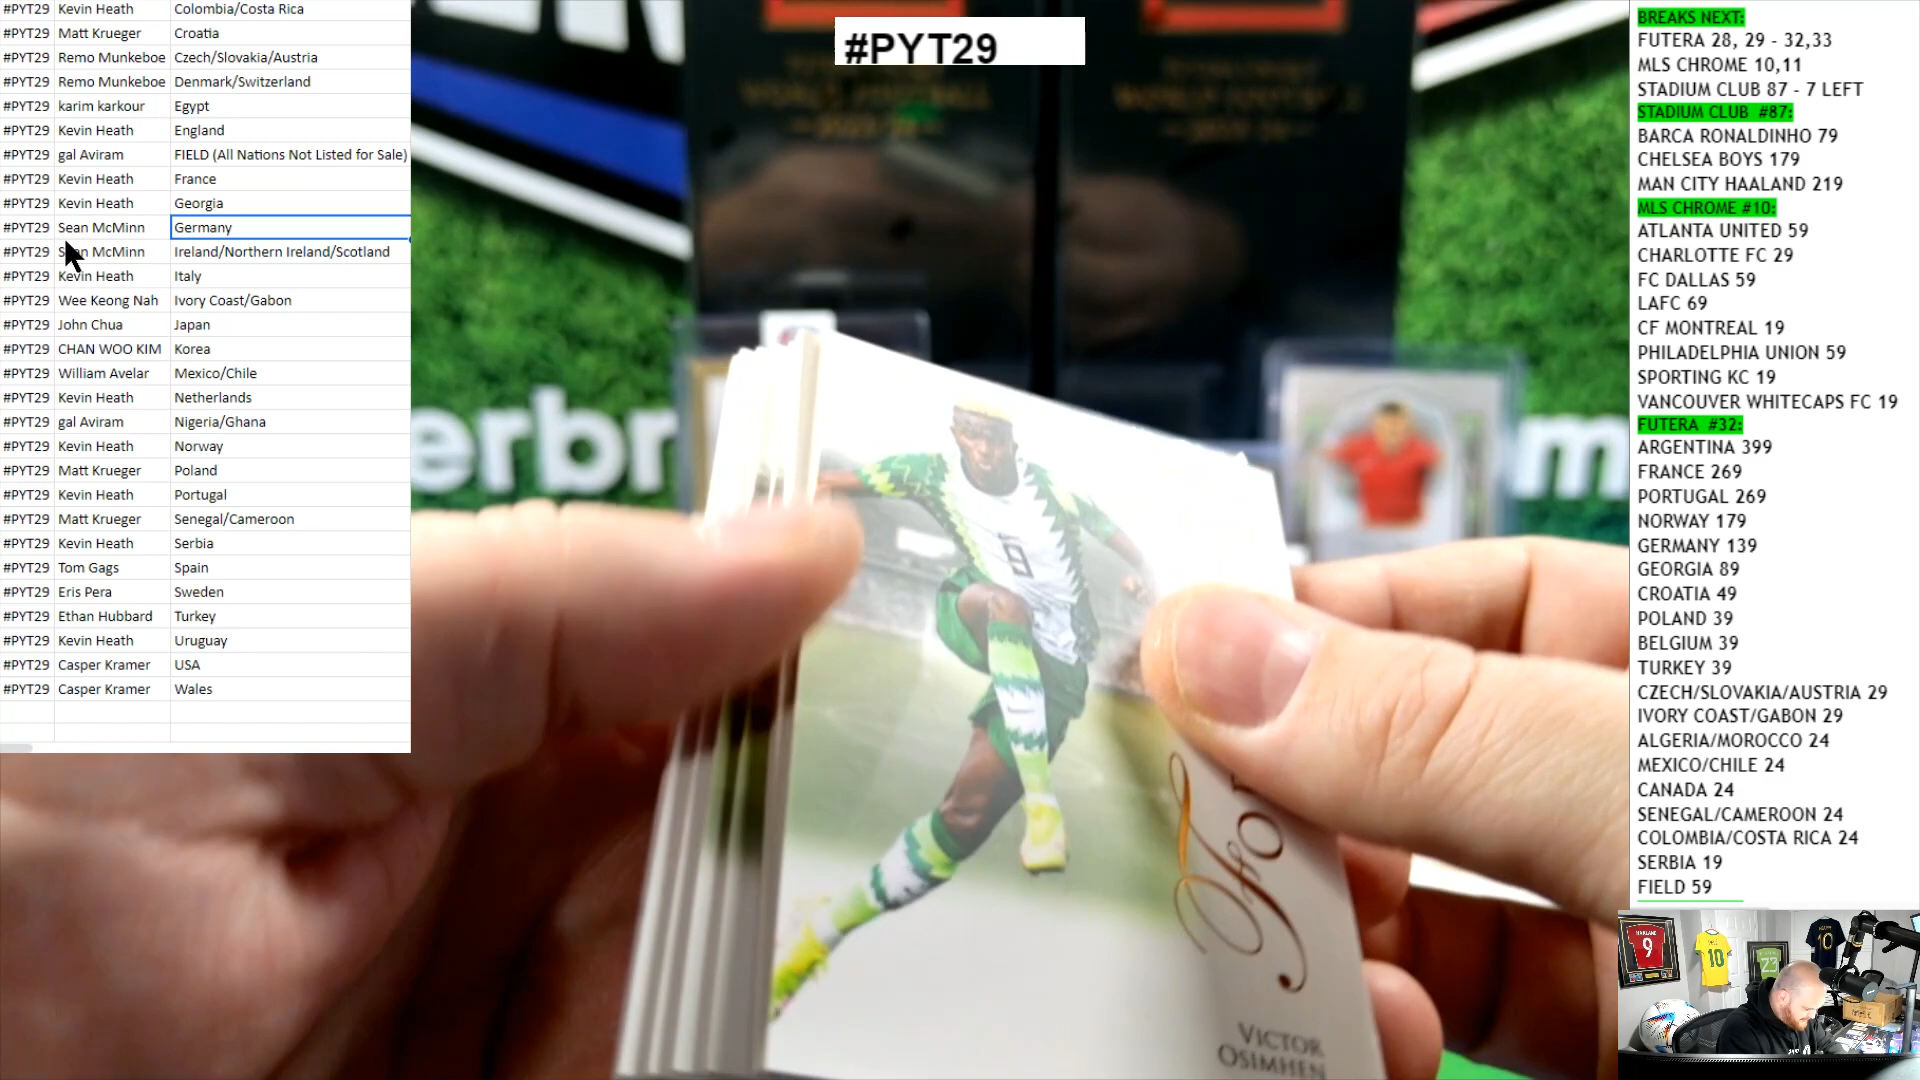 #PYT29 Kevin Heath Colombia/Costa Rica
#PYT29 Matt Krueger Croatia
#PYT29 Remo Munkeboe Czech/Slovakia/Austria
#PYT29 Remo Munkeboe Denmark/Switzerland
#PYT29 karim karkour Egypt
#PYT29 Kevin Heath England
#PYT29 gal Aviram FIELD (All Nations Not Listed for Sale)
#PYT29 Kevin Heath France
#PYT29 Kevin Heath Georgia
#PYT29 Sean McMinn Germany
#PYT29 McMinn Ireland/Northern Ireland/Scotland
#PYT29 Kevin Heath Italy
#PYT29 Wee Keong Nah Ivory Coast/Gabon
#PYT29 John Chua Japan
#PYT29 CHAN WOO KIM Korea
#PYT29 William Avelar Mexico/Chile
#PYT29 Kevin Heath Netherlands
#PYT29 gal Aviram Nigeria/Ghana
#PYT29 Kevin Heath Norway
#PYT29 Matt Krueger Poland
#PYT29 Kevin Heath Portugal
#PYT29 Matt Krueger Senegal/Cameroon
#PYT29 Kevin Heath Serbia
#PYT29 Tom Gags Spain
#PYT29 Eris Pera Sweden
#PYT29 Ethan Hubbard Turkey
#PYT29 Kevin Heath Uruguay
#PYT29 Casper Kramer USA
#PYT29 Casper Kramer Wales
#PYT29
9
VICTOR
OSIMHEN
BREAKS NEXT:
FUTERA 28, 29 - 32,33
MLS CHROME 10,11
STADIUM CLUB 87 - 7 LEFT
STADIUM CLUB #87:
BARCA RONALDINHO 79
CHELSEA BOYS 179
MAN CITY HAALAND 219
MLS CHROME #10:
ATLANTA UNITED 59
CHARLOTTE FC 29
FC DALLAS 59
LAFC 69
CF MONTREAL 19
PHILADELPHIA UNION 59
SPORTING KC 19
VANCOUVER WHITECAPS FC 19
FUTERA #32:
ARGENTINA 399
FRANCE 269
PORTUGAL 269
NORWAY 179
GERMANY 139
GEORGIA 89
CROATIA 49
POLAND 39
BELGIUM 39
TURKEY 39
CZECH/SLOVAKIA/AUSTRIA 29
IVORY COAST/GABON 29
ALGERIA/MOROCCO 24
MEXICO/CHILE 24
CANADA 24
SENEGAL/CAMEROON 24
COLOMBIA/COSTA RICA 24
SERBIA 19
FIELD 59
9
10
23
10